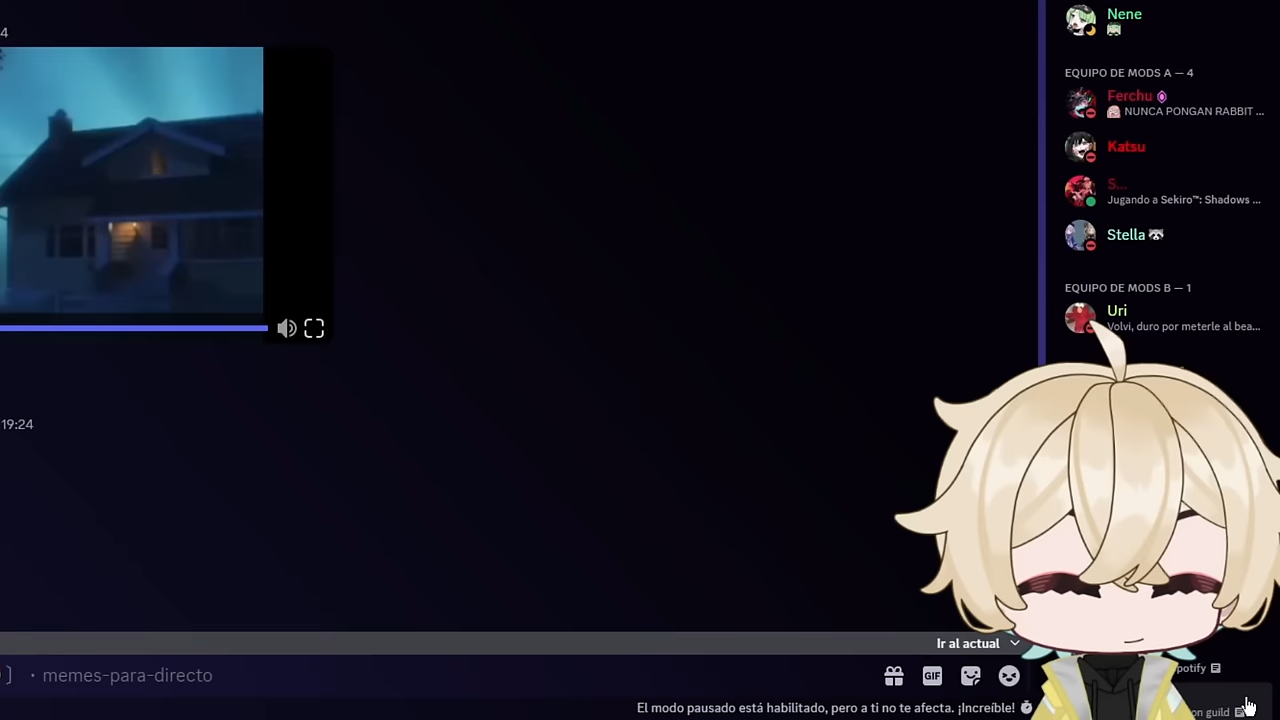 4
Nene
EQUIPO DE MODS A — 4
Ferchu
NUNCA PONGAN RABBIT ...
Katsu
S...
Jugando a Sekiro™: Shadows ...
Stella
EQUIPO DE MODS B — 1
Uri
Volvi, duro por meterle al bea...
19:24
Ir al actual
· memes-para-directo
GIF
potify
El modo pausado está habilitado, pero a ti no te afecta. ¡Increíble!
on guild